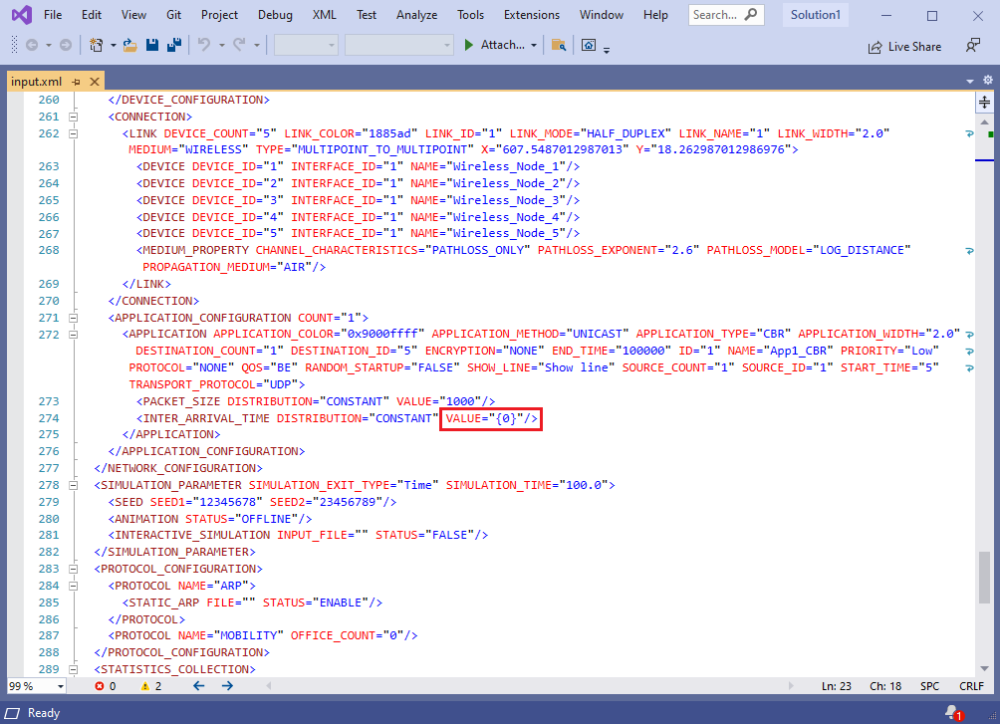 File Edit View Git Project Debug XML Test Analyze Tools Extensions Window Help Search... Solution1
Attach... Live Share
input.xml
260 </DEVICE_CONFIGURATION>
261 <CONNECTION>
262 <LINK DEVICE_COUNT="5" LINK_COLOR="1885ad" LINK_ID="1" LINK_MODE="HALF_DUPLEX" LINK_NAME="1" LINK_WIDTH="2.0"
MEDIUM="WIRELESS" TYPE="MULTIPOINT_TO_MULTIPOINT" X="607.5487012987013" Y="18.262987012986976">
263 <DEVICE DEVICE_ID="1" INTERFACE_ID="1" NAME="Wireless_Node_1"/>
264 <DEVICE DEVICE_ID="2" INTERFACE_ID="1" NAME="Wireless_Node_2"/>
265 <DEVICE DEVICE_ID="3" INTERFACE_ID="1" NAME="Wireless_Node_3"/>
266 <DEVICE DEVICE_ID="4" INTERFACE_ID="1" NAME="Wireless_Node_4"/>
267 <DEVICE DEVICE_ID="5" INTERFACE_ID="1" NAME="Wireless_Node_5"/>
268 <MEDIUM_PROPERTY CHANNEL_CHARACTERISTICS="PATHLOSS_ONLY" PATHLOSS_EXPONENT="2.6" PATHLOSS_MODEL="LOG_DISTANCE"
PROPAGATION_MEDIUM="AIR"/>
269 </LINK>
270 </CONNECTION>
271 <APPLICATION_CONFIGURATION COUNT="1">
272 <APPLICATION APPLICATION_COLOR="0x9000ffff" APPLICATION_METHOD="UNICAST" APPLICATION_TYPE="CBR" APPLICATION_WIDTH="2.0"
DESTINATION_COUNT="1" DESTINATION_ID="5" ENCRYPTION="NONE" END_TIME="100000" ID="1" NAME="App1_CBR" PRIORITY="Low"
PROTOCOL="NONE" QOS="BE" RANDOM_STARTUP="FALSE" SHOW_LINE="Show line" SOURCE_COUNT="1" SOURCE_ID="1" START_TIME="5"
TRANSPORT_PROTOCOL="UDP">
273 <PACKET_SIZE DISTRIBUTION="CONSTANT" VALUE="1000"/>
274 <INTER_ARRIVAL_TIME DISTRIBUTION="CONSTANT" VALUE="{0}"/>
275 </APPLICATION>
276 </APPLICATION_CONFIGURATION>
277 </NETWORK_CONFIGURATION>
278 <SIMULATION_PARAMETER SIMULATION_EXIT_TYPE="Time" SIMULATION_TIME="100.0">
279 <SEED SEED1="12345678" SEED2="23456789"/>
280 <ANIMATION STATUS="OFFLINE"/>
281 <INTERACTIVE_SIMULATION INPUT_FILE="" STATUS="FALSE"/>
282 </SIMULATION_PARAMETER>
283 <PROTOCOL_CONFIGURATION>
284 <PROTOCOL NAME="ARP">
285 <STATIC_ARP FILE="" STATUS="ENABLE"/>
286 </PROTOCOL>
287 <PROTOCOL NAME="MOBILITY" OFFICE_COUNT="0"/>
288 </PROTOCOL_CONFIGURATION>
289 <STATISTICS_COLLECTION>
99 % 0 2 Ln: 23 Ch: 18 SPC CRLF
Ready 1